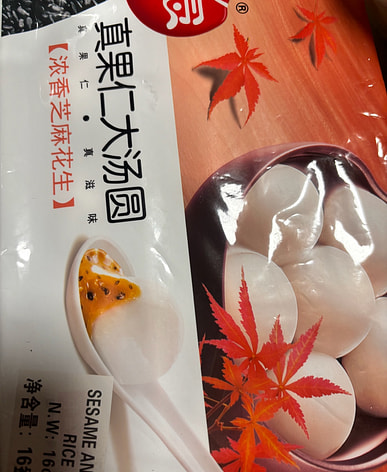 ®
真果仁大汤圆
真果仁•真滋味
【浓香芝麻花生】
SESAME AN
RICE
N.W: 16
净含量: 16